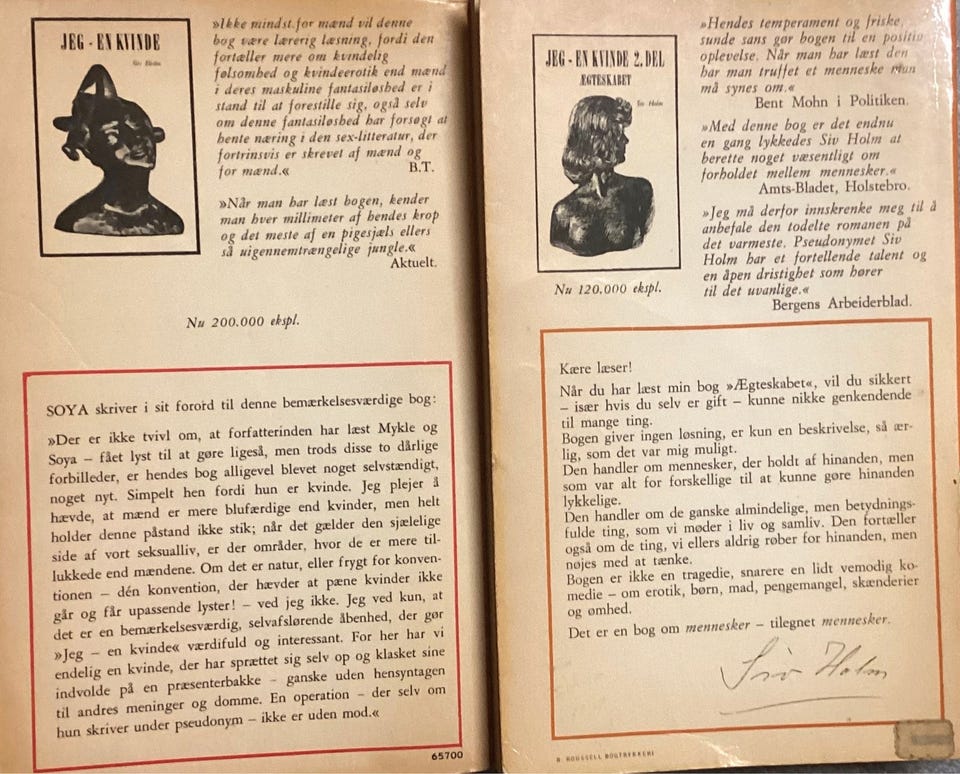 JEG - EN KVINDE
Siv Holm
»Ikke mindst for mænd vil denne
bog være lærerig læsning, fordi den
fortæller mere om kvindelig
følsomhed og kvindeerotik end mænd
i deres maskuline fantasiløshed er i
stand til at forestille sig, også selv
om denne fantasiløshed har forsøgt at
hente næring i den sex-litteratur, der
fortrinsvis er skrevet af mænd og
for mænd.«
B.T.
»Når man har læst bogen, kender
man hver millimeter af hendes krop
og det meste af en pigesjæls ellers
så uigennemtrængelige jungle.«
Aktuelt.
Nu 200.000 ekspl.
SOYA skriver i sit forord til denne bemærkelsesværdige bog:
»Der er ikke tvivl om, at forfatterinden har læst Mykle og
Soya – fået lyst til at gøre ligeså, men trods disse to dårlige
forbilleder, er hendes bog alligevel blevet noget selvstændigt,
noget nyt. Simpelt hen fordi hun er kvinde. Jeg plejer å
hævde, at mænd er mere blufærdige end kvinder, men helt
holder denne påstand ikke stik; når det gælder den sjælelige
side af vort seksualliv, er der områder, hvor de er mere til-
lukkede end mændene. Om det er natur, eller frygt for konven-
tionen – dén konvention, der hævder at pæne kvinder ikke
går og får upassende lyster! – ved jeg ikke. Jeg ved kun, at
det er en bemærkelsesværdig, selvafslørende åbenhed, der gør
»Jeg – en kvinde« værdifuld og interessant. For her har vi
endelig en kvinde, der har sprættet sig selv op og klasket sine
indvolde på en præsenterbakke – ganske uden hensyntagen
til andres meninger og domme. En operation – der selv om
hun skriver under pseudonym – ikke er uden mod.«
65700
JEG - EN KVINDE 2. DEL
ÆGTESKABET
Siv Holm
»Hendes temperament og friske,
sunde sans gør bogen til en positiv
oplevelse. Når man har læst den
har man truffet et menneske man
må synes om.«
Bent Mohn i Politiken.
»Med denne bog er det endnu
en gang lykkedes Siv Holm at
berette noget væsentligt om
forholdet mellem mennesker.«
Amts-Bladet, Holstebro.
»Jeg må derfor innskrenke meg til å
anbefale den todelte romanen på
det varmeste. Pseudonymet Siv
Holm har et fortellende talent og
en åpen dristighet som hører
til det uvanlige.«
Bergens Arbeiderblad.
Nu 120.000 ekspl.
Kære læser!
Når du har læst min bog »Ægteskabet«, vil du sikkert
– især hvis du selv er gift – kunne nikke genkendende
til mange ting.
Bogen giver ingen løsning, er kun en beskrivelse, så ær-
lig, som det var mig muligt.
Den handler om mennesker, der holdt af hinanden, men
som var alt for forskellige til at kunne gøre hinanden
lykkelige.
Den handler om de ganske almindelige, men betydnings-
fulde ting, som vi møder i liv og samliv. Den fortæller
også om de ting, vi ellers aldrig røber for hinanden, men
nøjes med at tænke.
Bogen er ikke en tragedie, snarere en lidt vemodig ko-
medie – om erotik, børn, mad, pengemangel, skænderier
og ømhed.
Det er en bog om mennesker – tilegnet mennesker.
Siv Holm
B. ROUSSELL BOGTRYKKERI